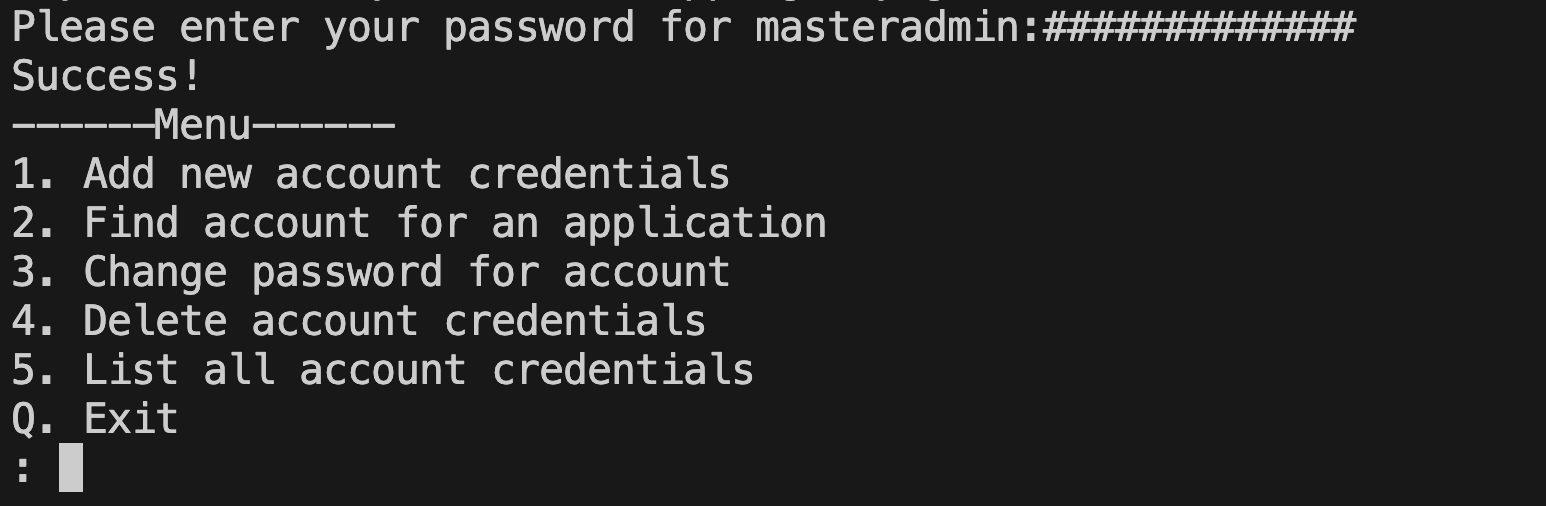 Please enter your password for masteradmin:#############
Success!
------Menu------
1. Add new account credentials
2. Find account for an application
3. Change password for account
4. Delete account credentials
5. List all account credentials
Q. Exit
: